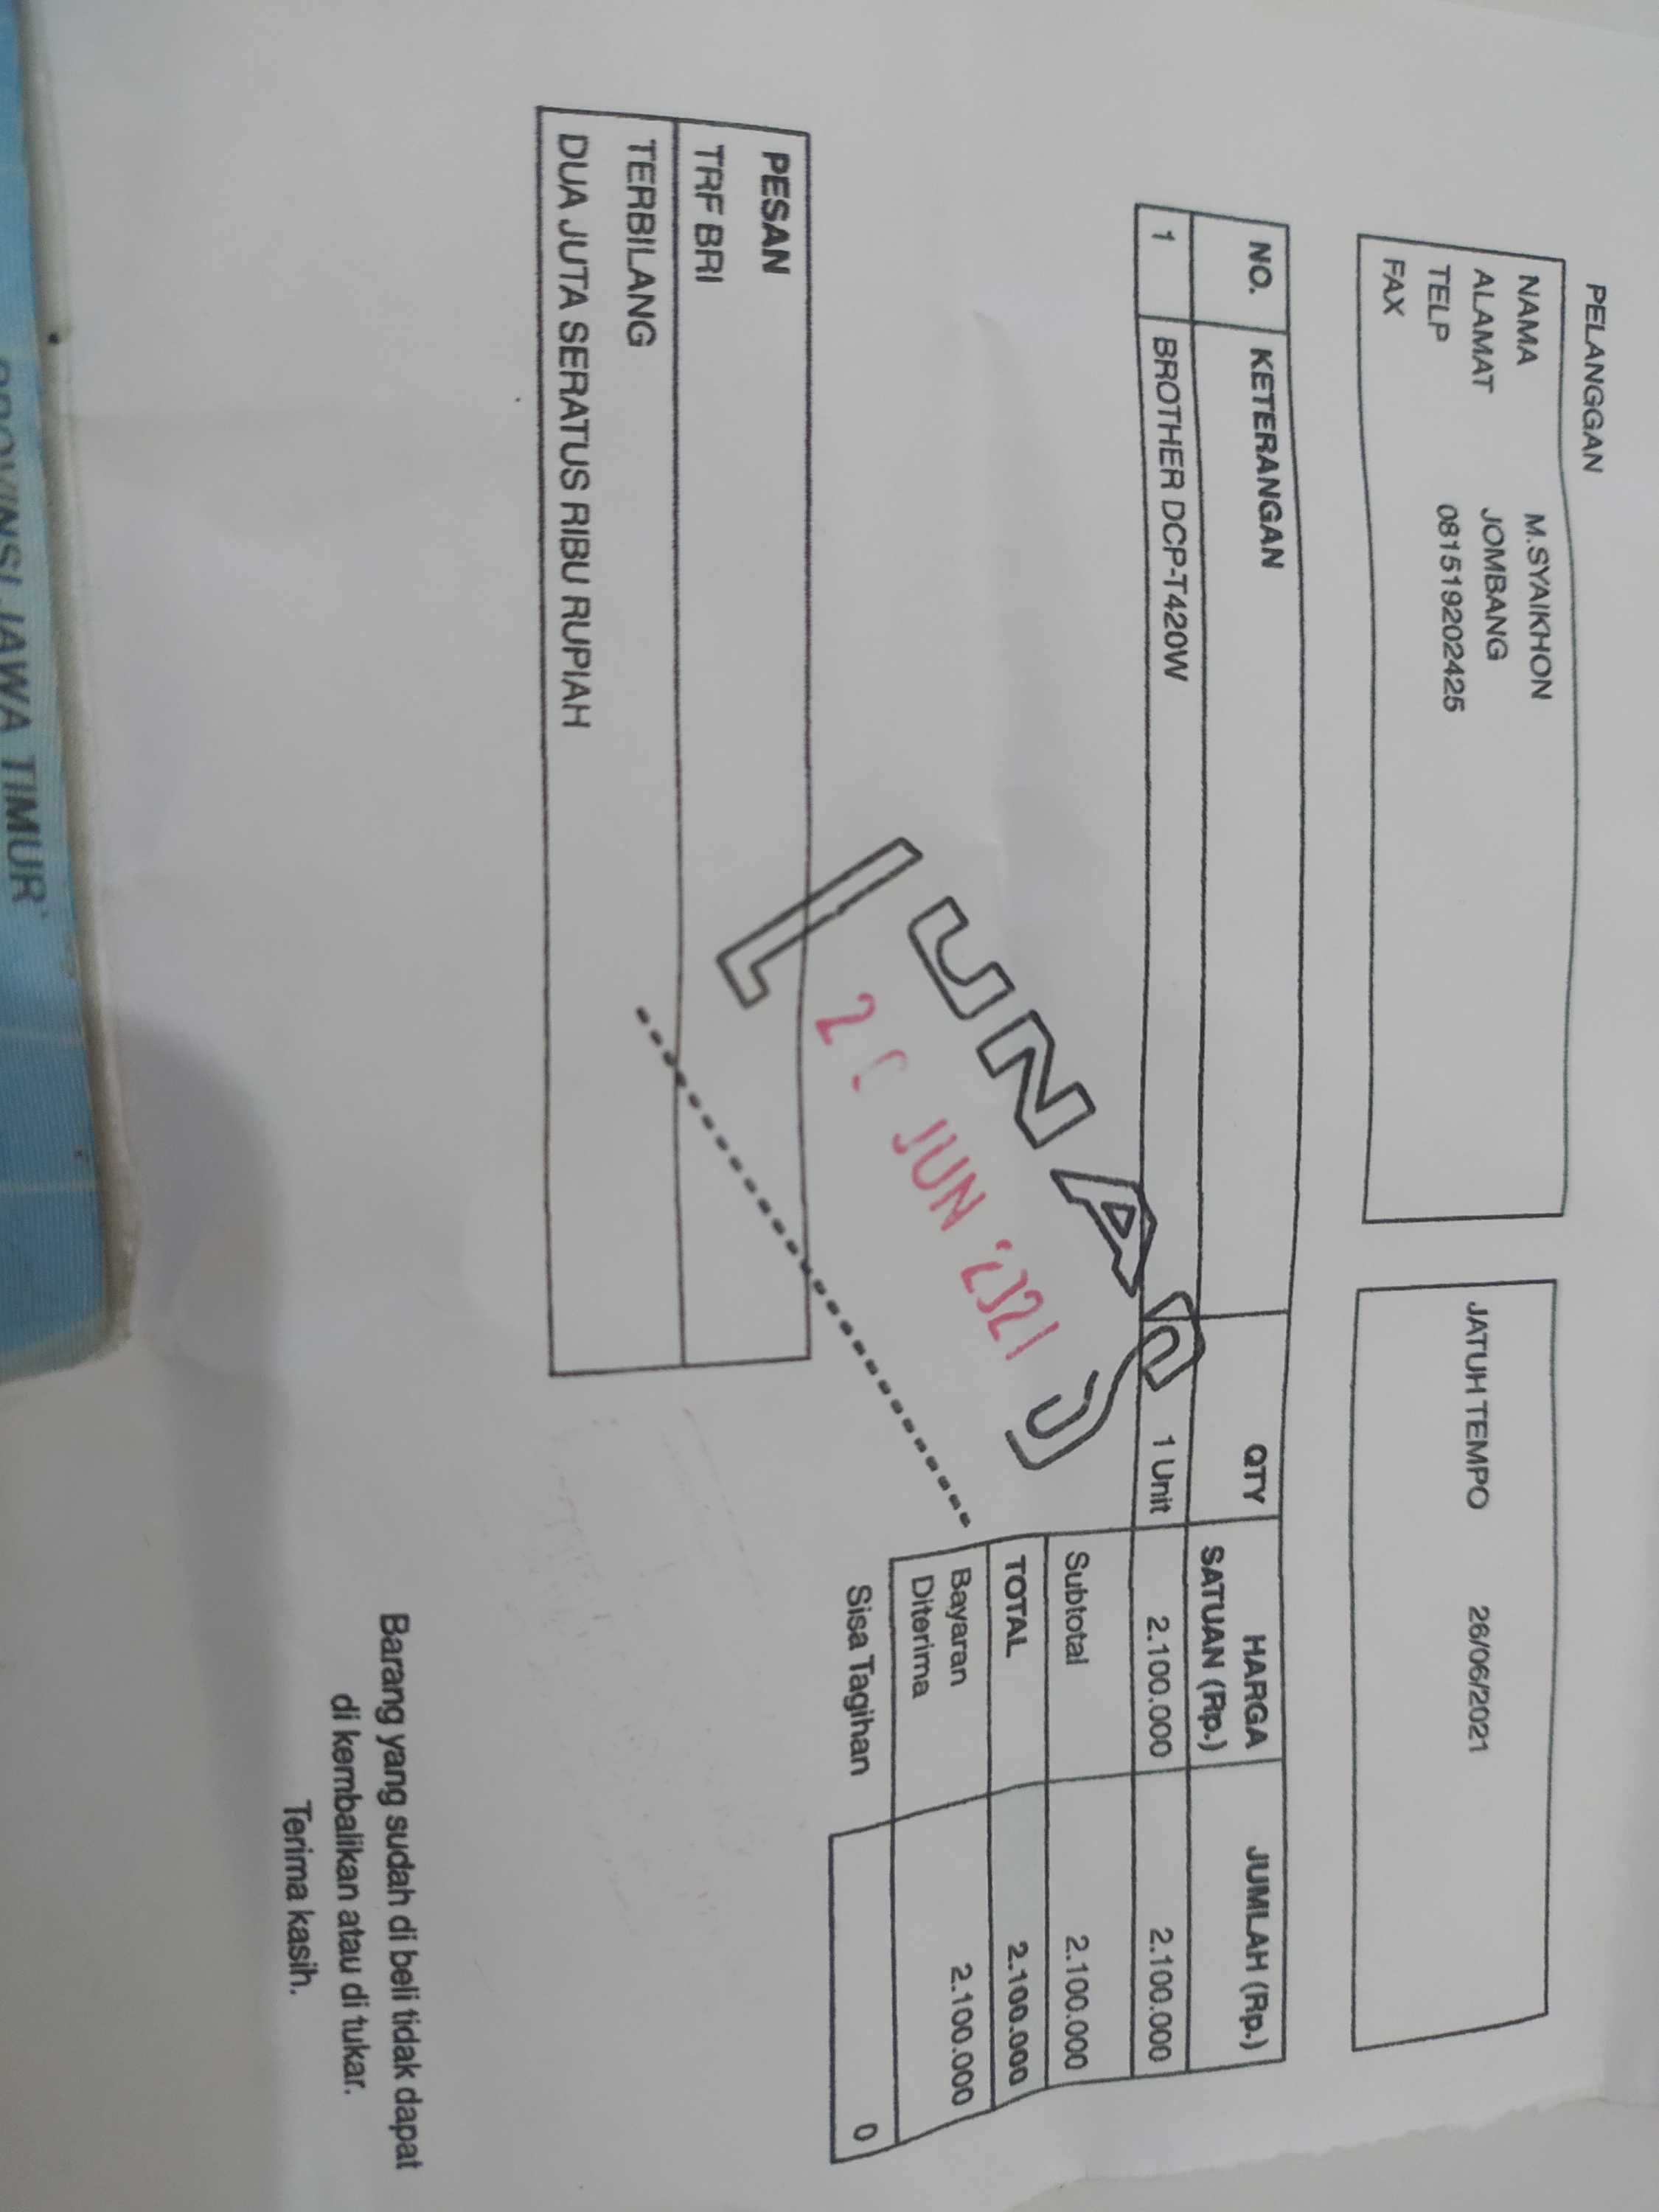 PELANGGAN
NAMA M.SYAIKHON
ALAMAT JOMBANG
TELP 081519202425
FAX
JATUH TEMPO 26/06/2021
NO. KETERANGAN QTY HARGA SATUAN (Rp.) JUMLAH (Rp.)
1 BROTHER DCP-T420W 1 Unit 2.100.000 2.100.000
Subtotal 2.100.000
TOTAL 2.100.000
Bayaran Diterima 2.100.000
Sisa Tagihan 0
LUNAS
JUN 2021
PESAN
TRF BRI
TERBILANG
DUA JUTA SERATUS RIBU RUPIAH
Barang yang sudah di beli tidak dapat
di kembalikan atau di tukar.
Terima kasih.
PROVINSI JAWA TIMUR